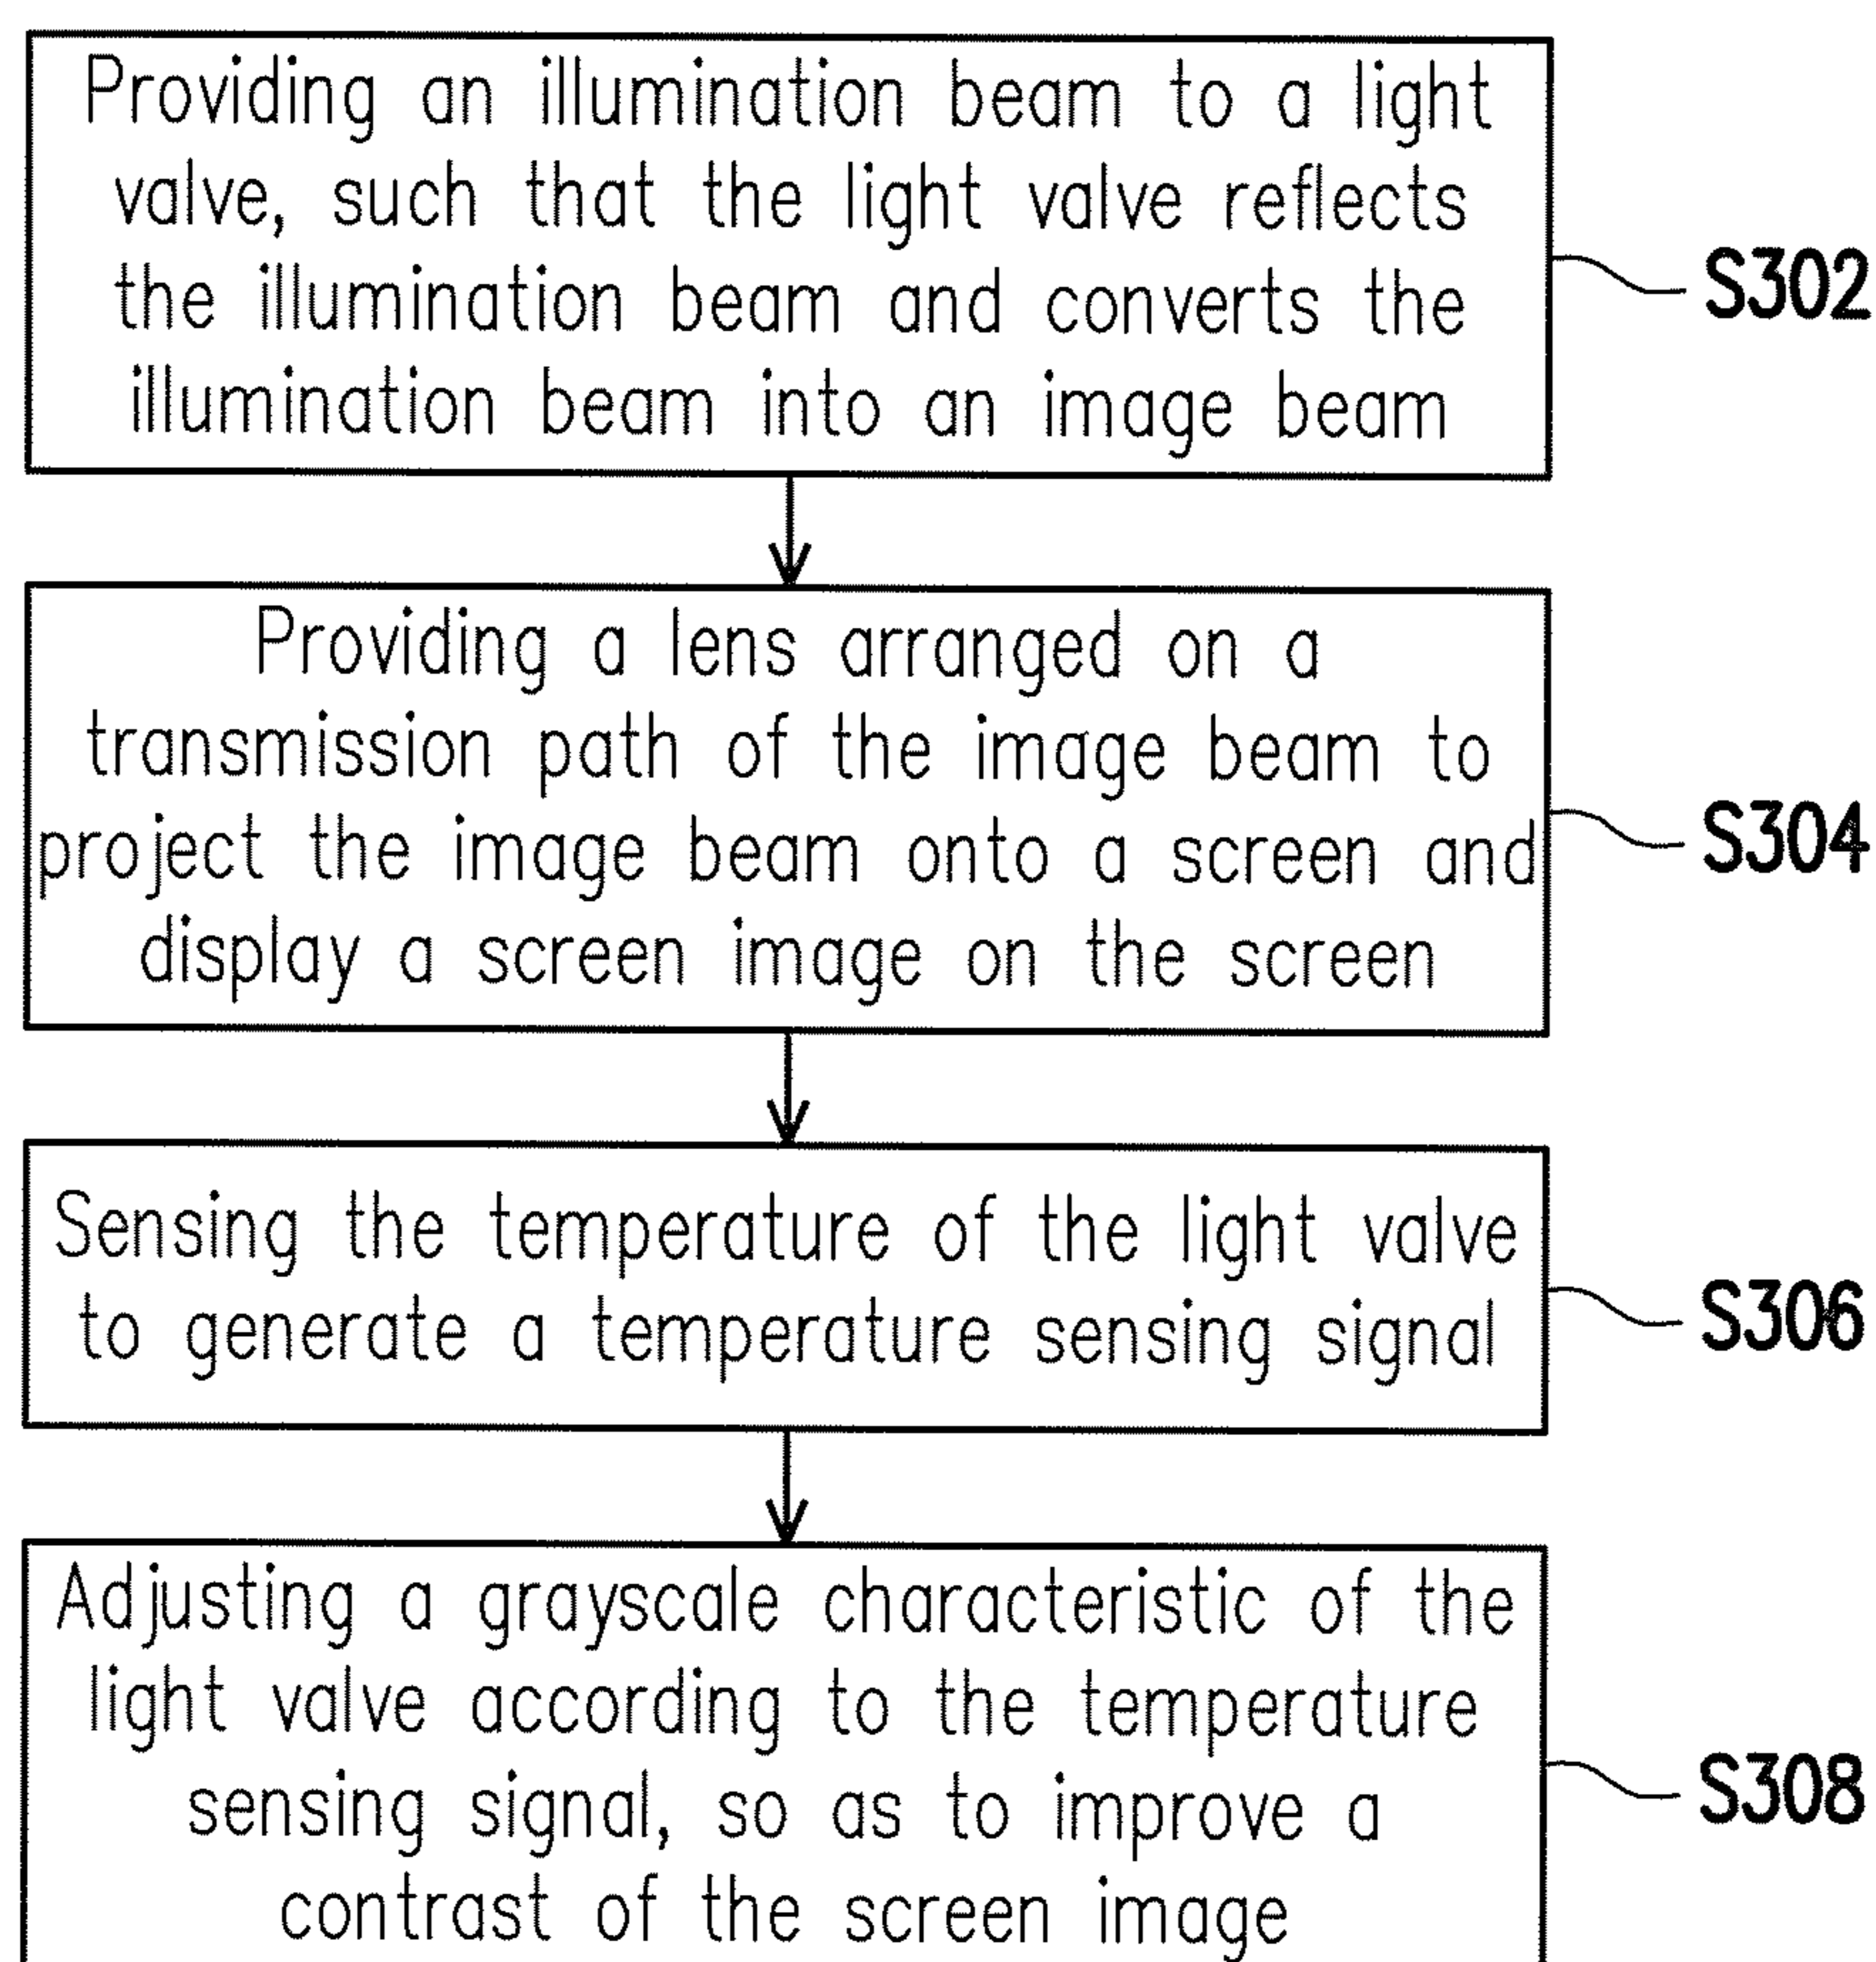 Providing an illumination beam to a light
valve, such that the light valve reflects
the illumination beam and converts the
illumination beam into an image beam
S302
Providing a lens arranged on a
transmission path of the image beam to
project the image beam onto a screen and
display a screen image on the screen
S304
Sensing the temperature of the light valve
to generate a temperature sensing signal
S306
Adjusting a grayscale characteristic of the
light valve according to the temperature
sensing signal, so as to improve a
contrast of the screen image
S308